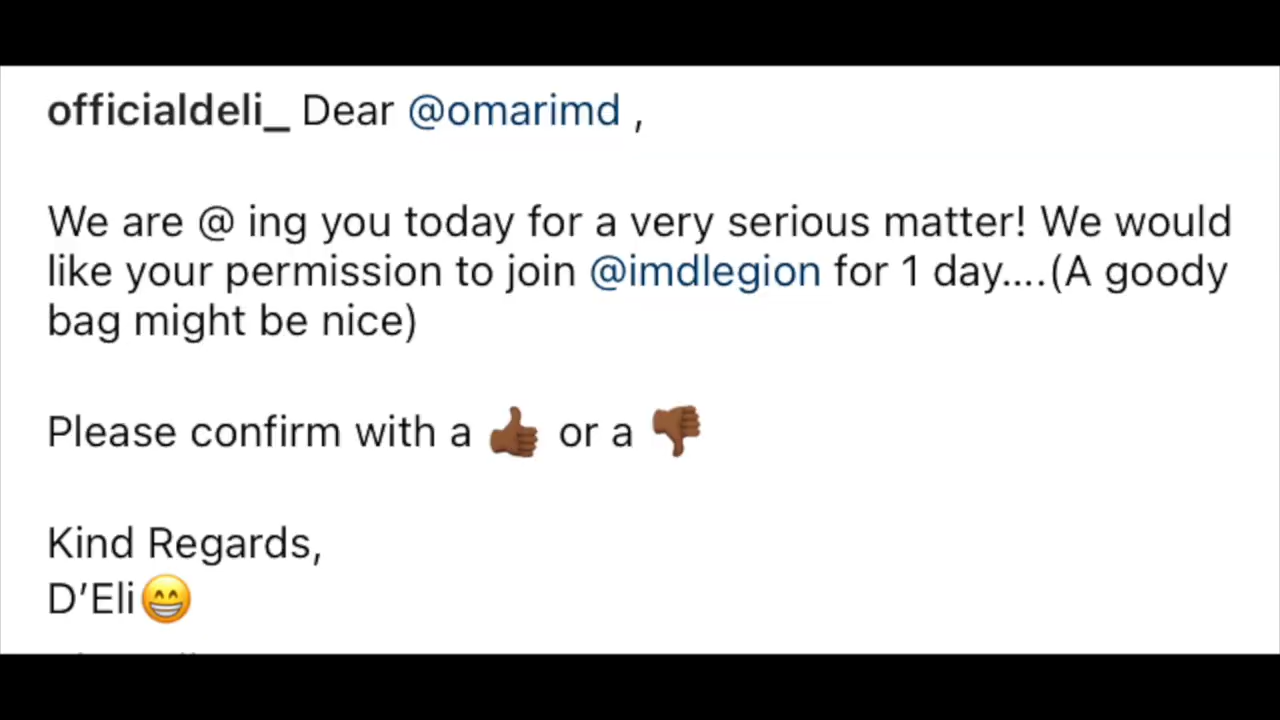 officialdeli_ Dear @omarimd ,
We are @ ing you today for a very serious matter! We would
like your permission to join @imdlegion for 1 day....(A goody
bag might be nice)
Please confirm with a 👍🏾 or a 👎🏾
Kind Regards,
D’Eli😁